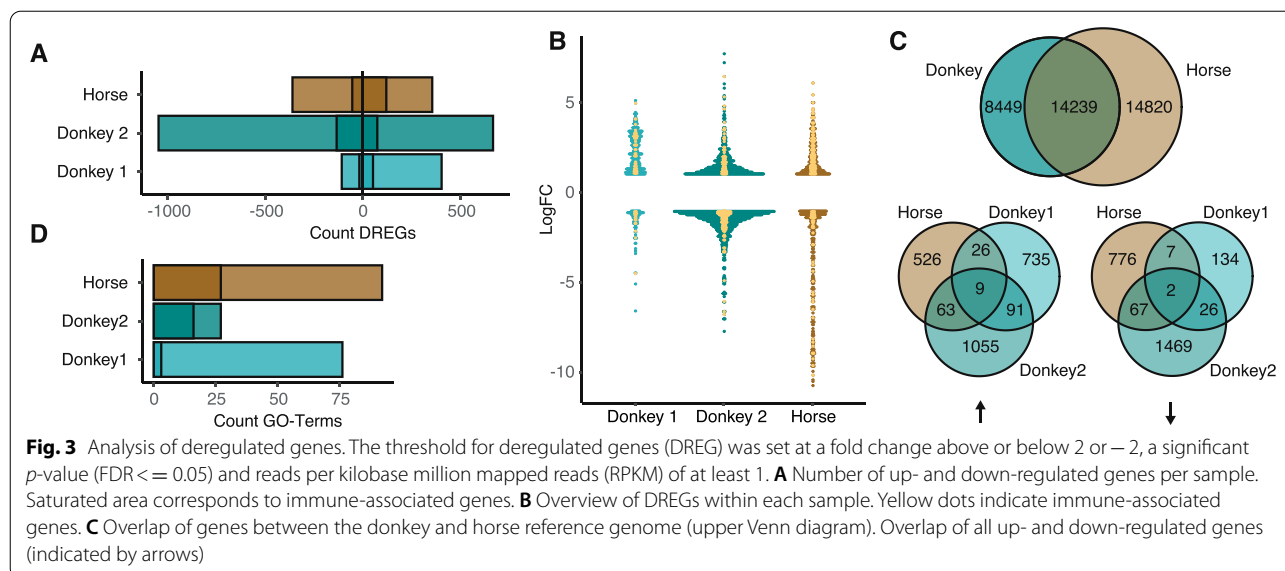 A
Horse
Donkey 2
Donkey 1
-1000 -500 0 500
Count DREGs
D
Horse
Donkey2
Donkey1
0 25 50 75
Count GO-Terms
B
LogFC
5
0
-5
-10
Donkey 1 Donkey 2 Horse
C
Donkey Horse
8449 14239 14820
Horse Donkey1
526 26 735
9
63 91
1055
Donkey2
Horse Donkey1
776 7 134
2
67 26
1469
Donkey2
Fig. 3 Analysis of deregulated genes. The threshold for deregulated genes (DREG) was set at a fold change above or below 2 or − 2, a significant
p-value (FDR < = 0.05) and reads per kilobase million mapped reads (RPKM) of at least 1. A Number of up- and down-regulated genes per sample.
Saturated area corresponds to immune-associated genes. B Overview of DREGs within each sample. Yellow dots indicate immune-associated
genes. C Overlap of genes between the donkey and horse reference genome (upper Venn diagram). Overlap of all up- and down-regulated genes
(indicated by arrows)